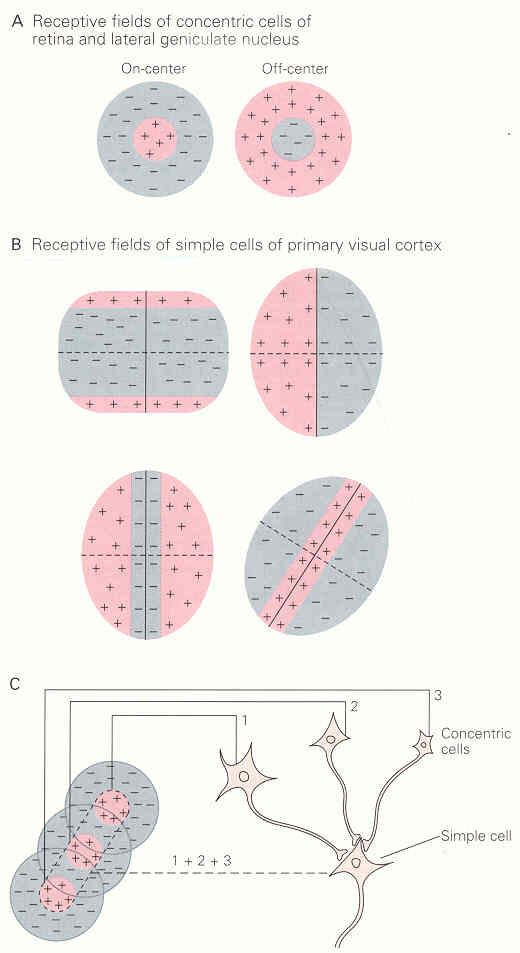 A Receptive fields of concentric cells of
retina and lateral geniculate nucleus
On-center
Off-center
B Receptive fields of simple cells of primary visual cortex
C
1
2
3
Concentric
cells
Simple cell
1 + 2 + 3